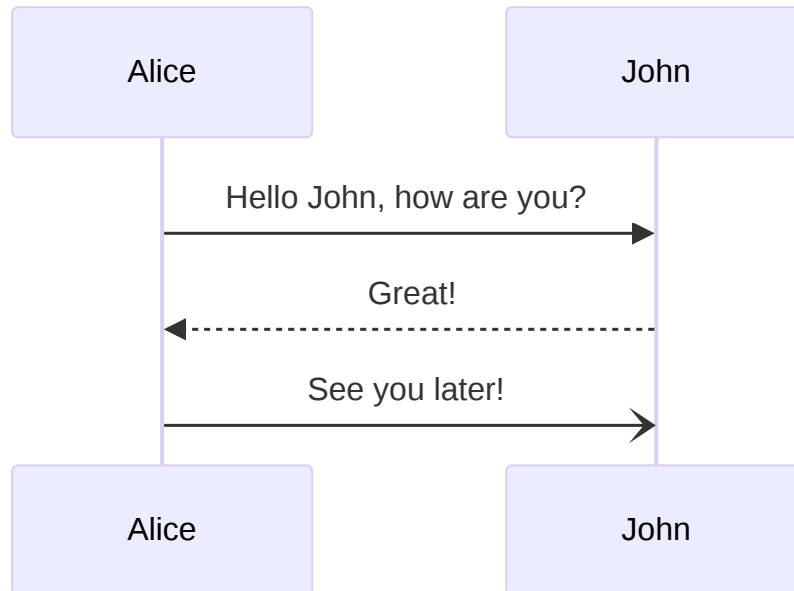 Alice
John
Hello John, how are you?
Great!
See you later!
Alice
John